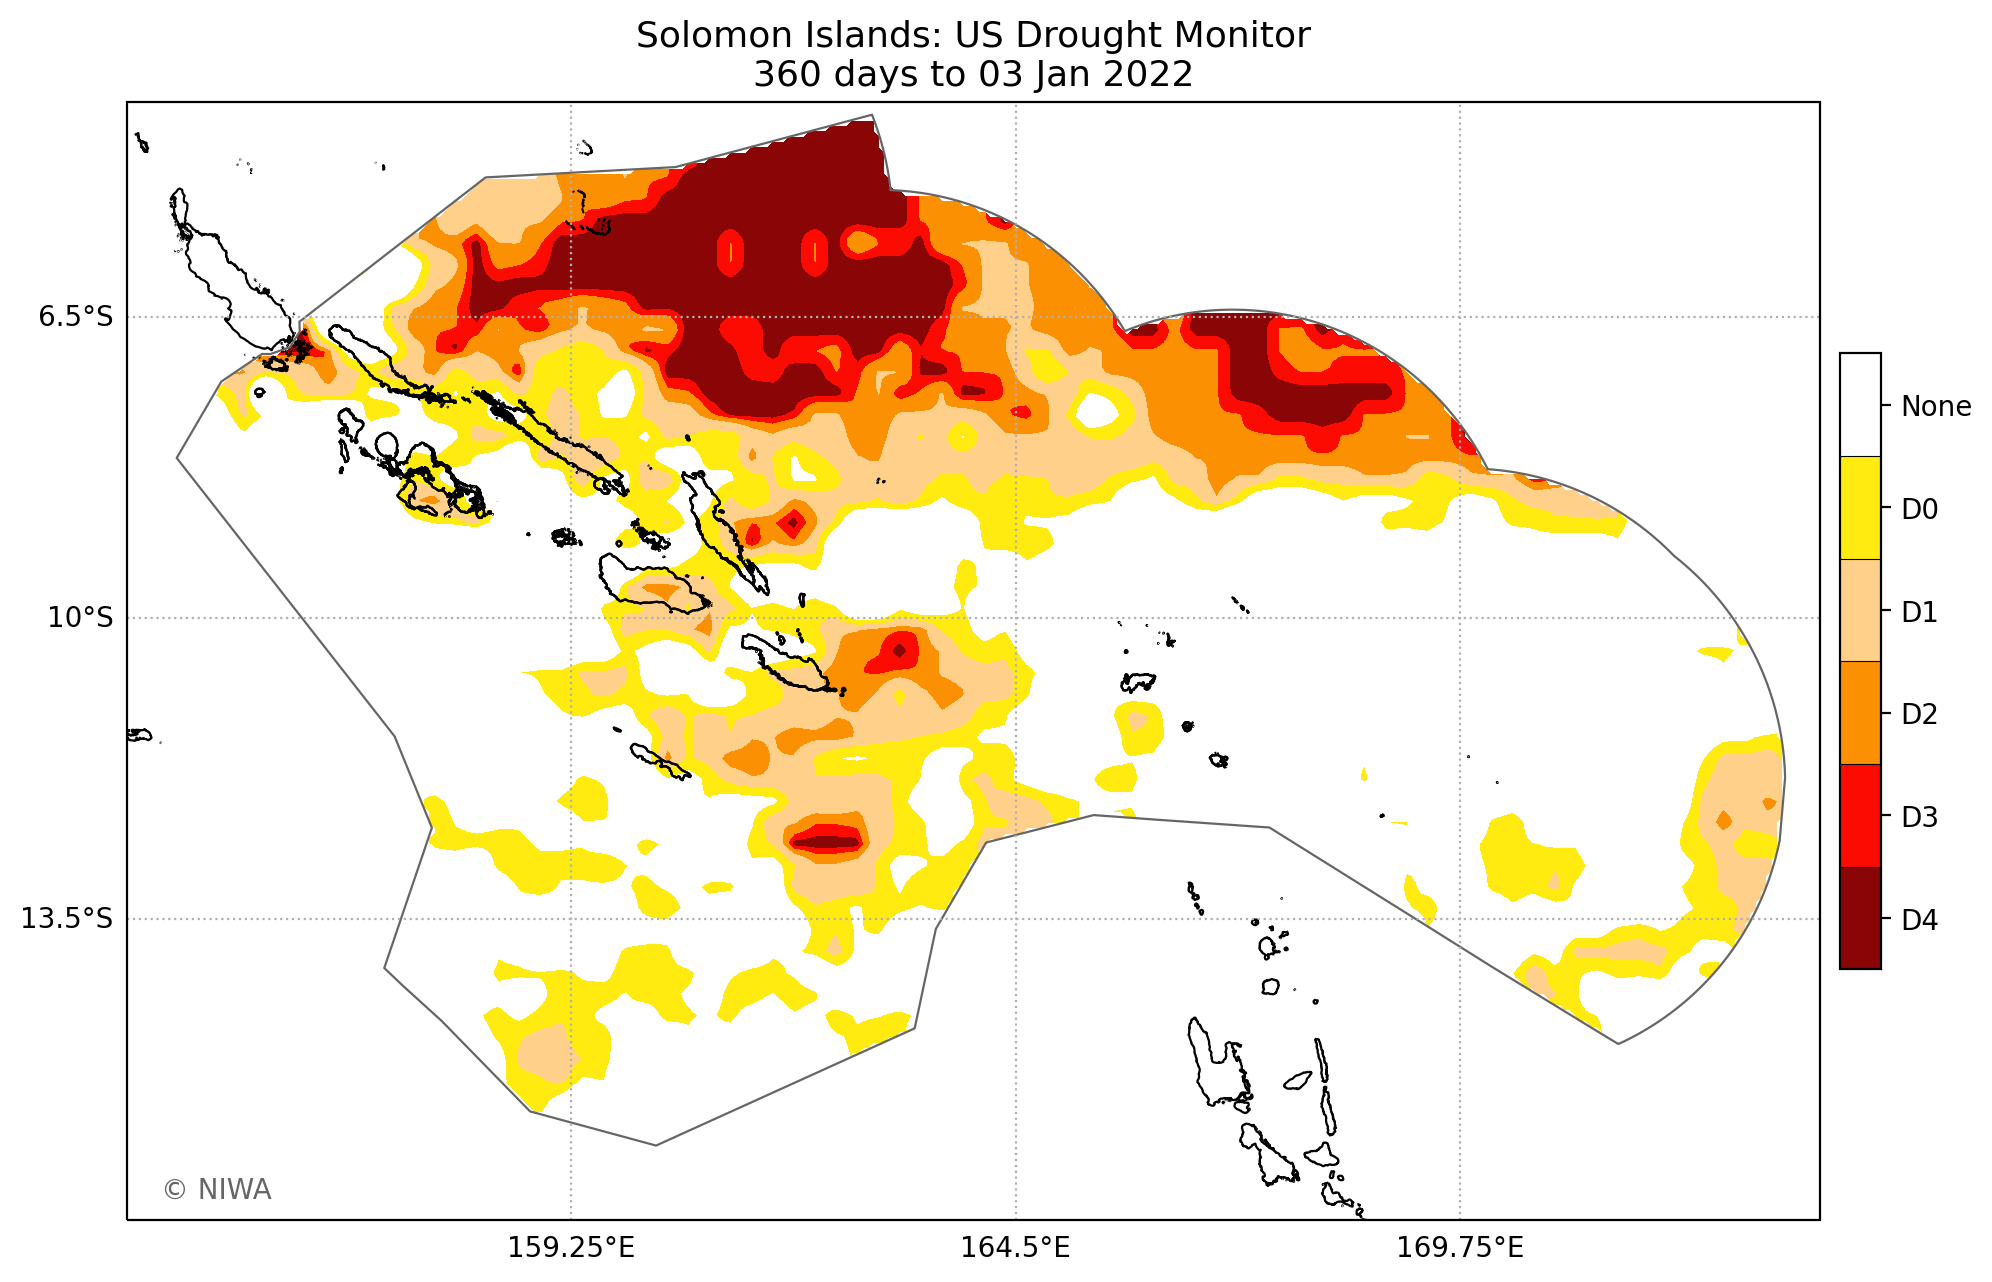 Solomon Islands: US Drought Monitor
360 days to 03 Jan 2022
6.5°S
10°S
13.5°S
159.25°E
164.5°E
169.75°E
None
D0
D1
D2
D3
D4
© NIWA